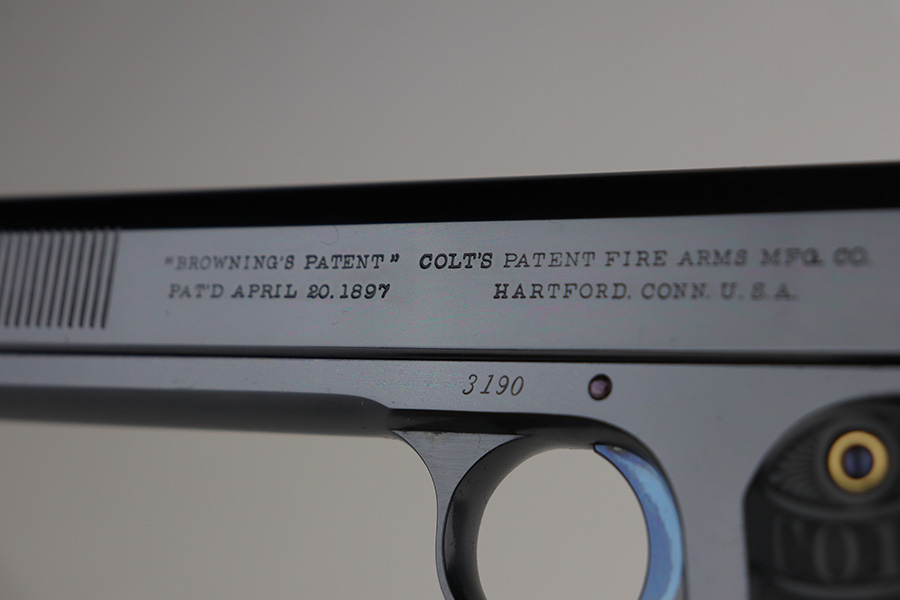 "BROWNING'S PATENT" COLT'S PATENT FIRE ARMS MFG. CO.
PAT'D APRIL 20.1897 HARTFORD. CONN. U.S.A.
3190